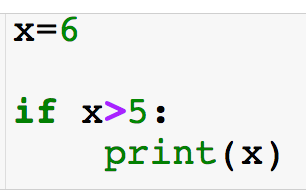 x=6
if x>5:
    print(x)